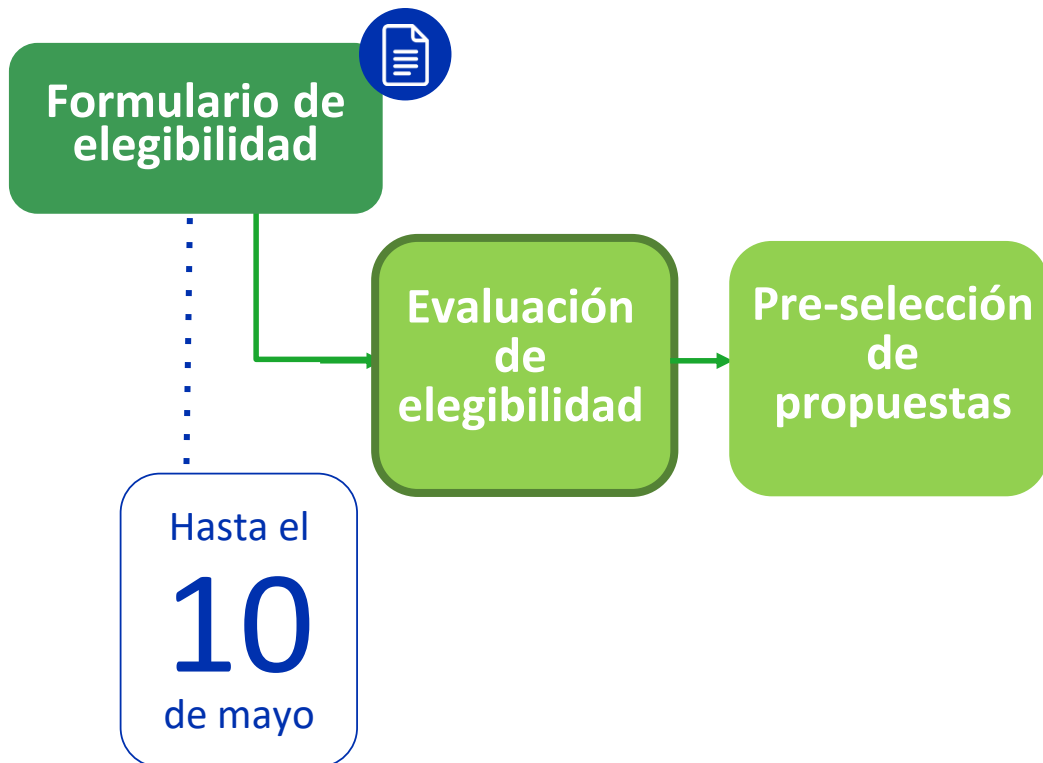 Formulario de
elegibilidad
Evaluación
de
elegibilidad
Pre-selección
de
propuestas
Hasta el
10
de mayo